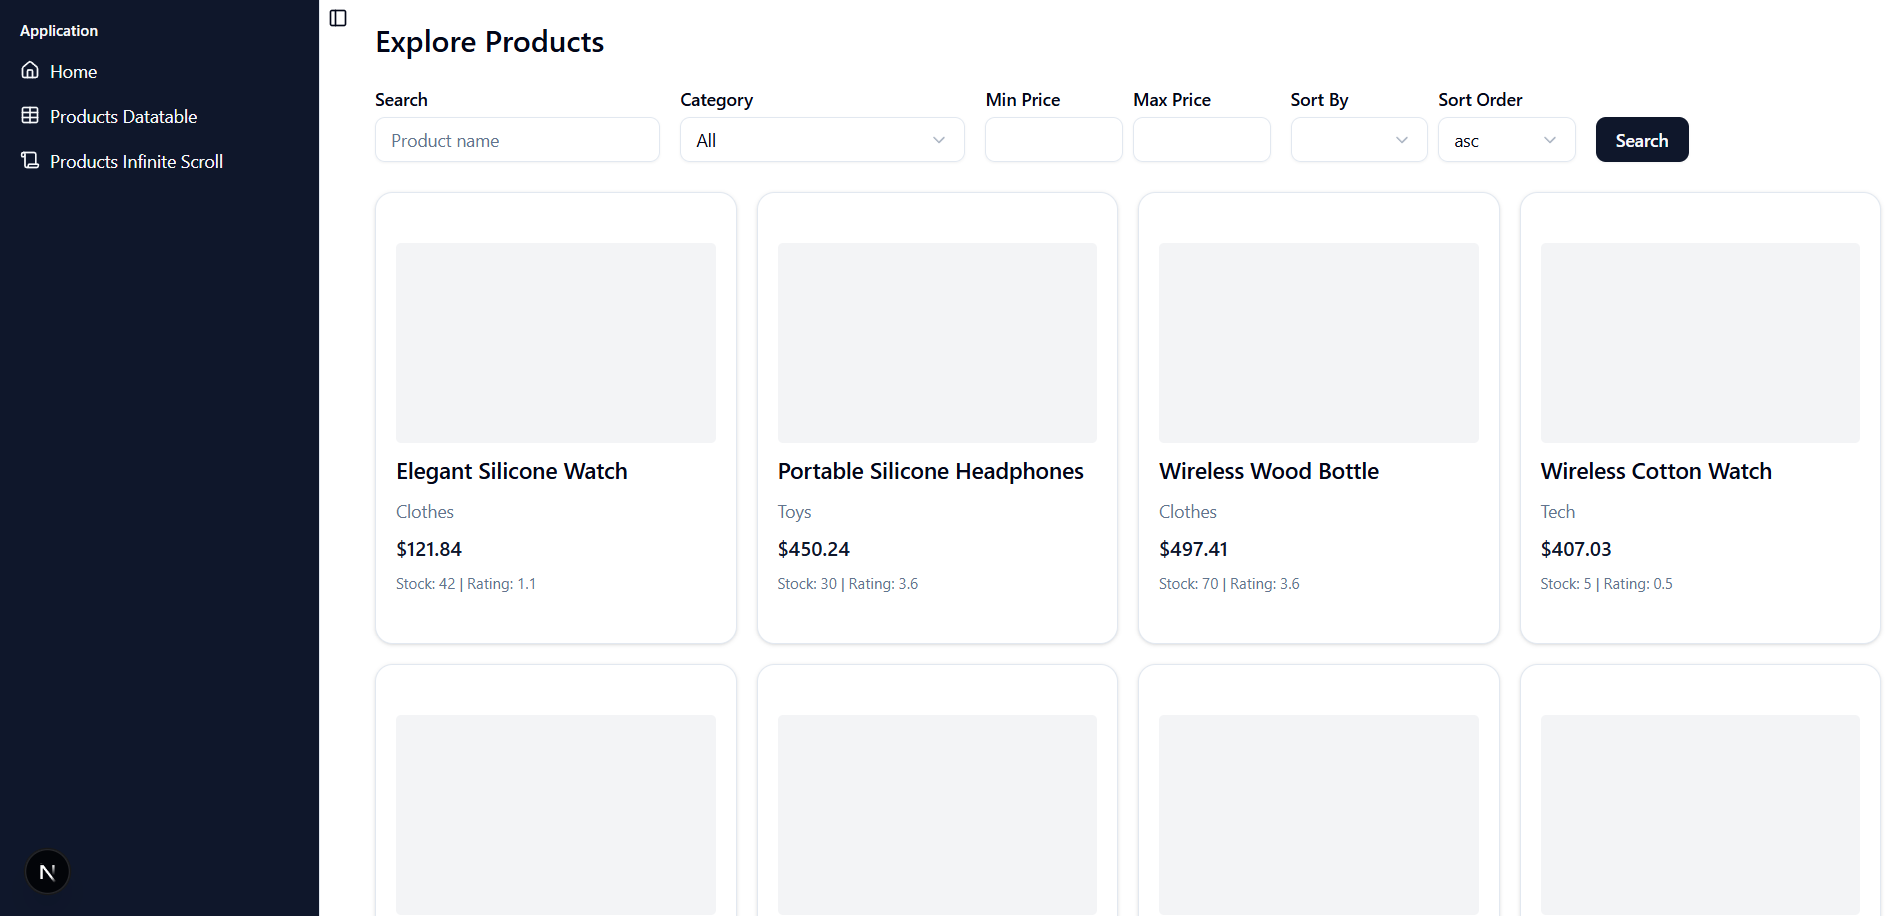 Application
Home
Products Datatable
Products Infinite Scroll
Explore Products
Search
Category
Min Price
Max Price
Sort By
Sort Order
Product name
All
asc
Search
Elegant Silicone Watch
Clothes
$121.84
Stock: 42 | Rating: 1.1
Portable Silicone Headphones
Toys
$450.24
Stock: 30 | Rating: 3.6
Wireless Wood Bottle
Clothes
$497.41
Stock: 70 | Rating: 3.6
Wireless Cotton Watch
Tech
$407.03
Stock: 5 | Rating: 0.5
N